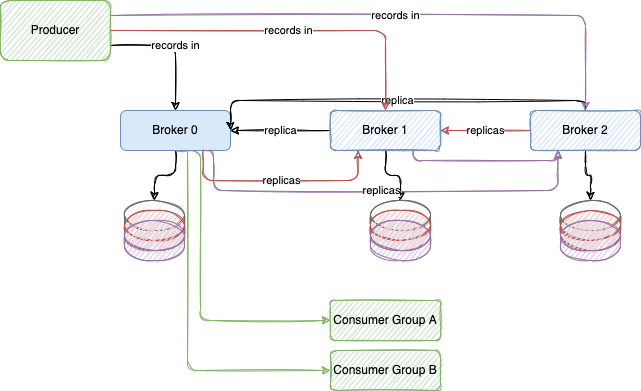 records in
Producer
records in
records in
replica
Broker 0
replica
Broker 1
replicas
Broker 2
replicas
replicas
Consumer Group A
Consumer Group B